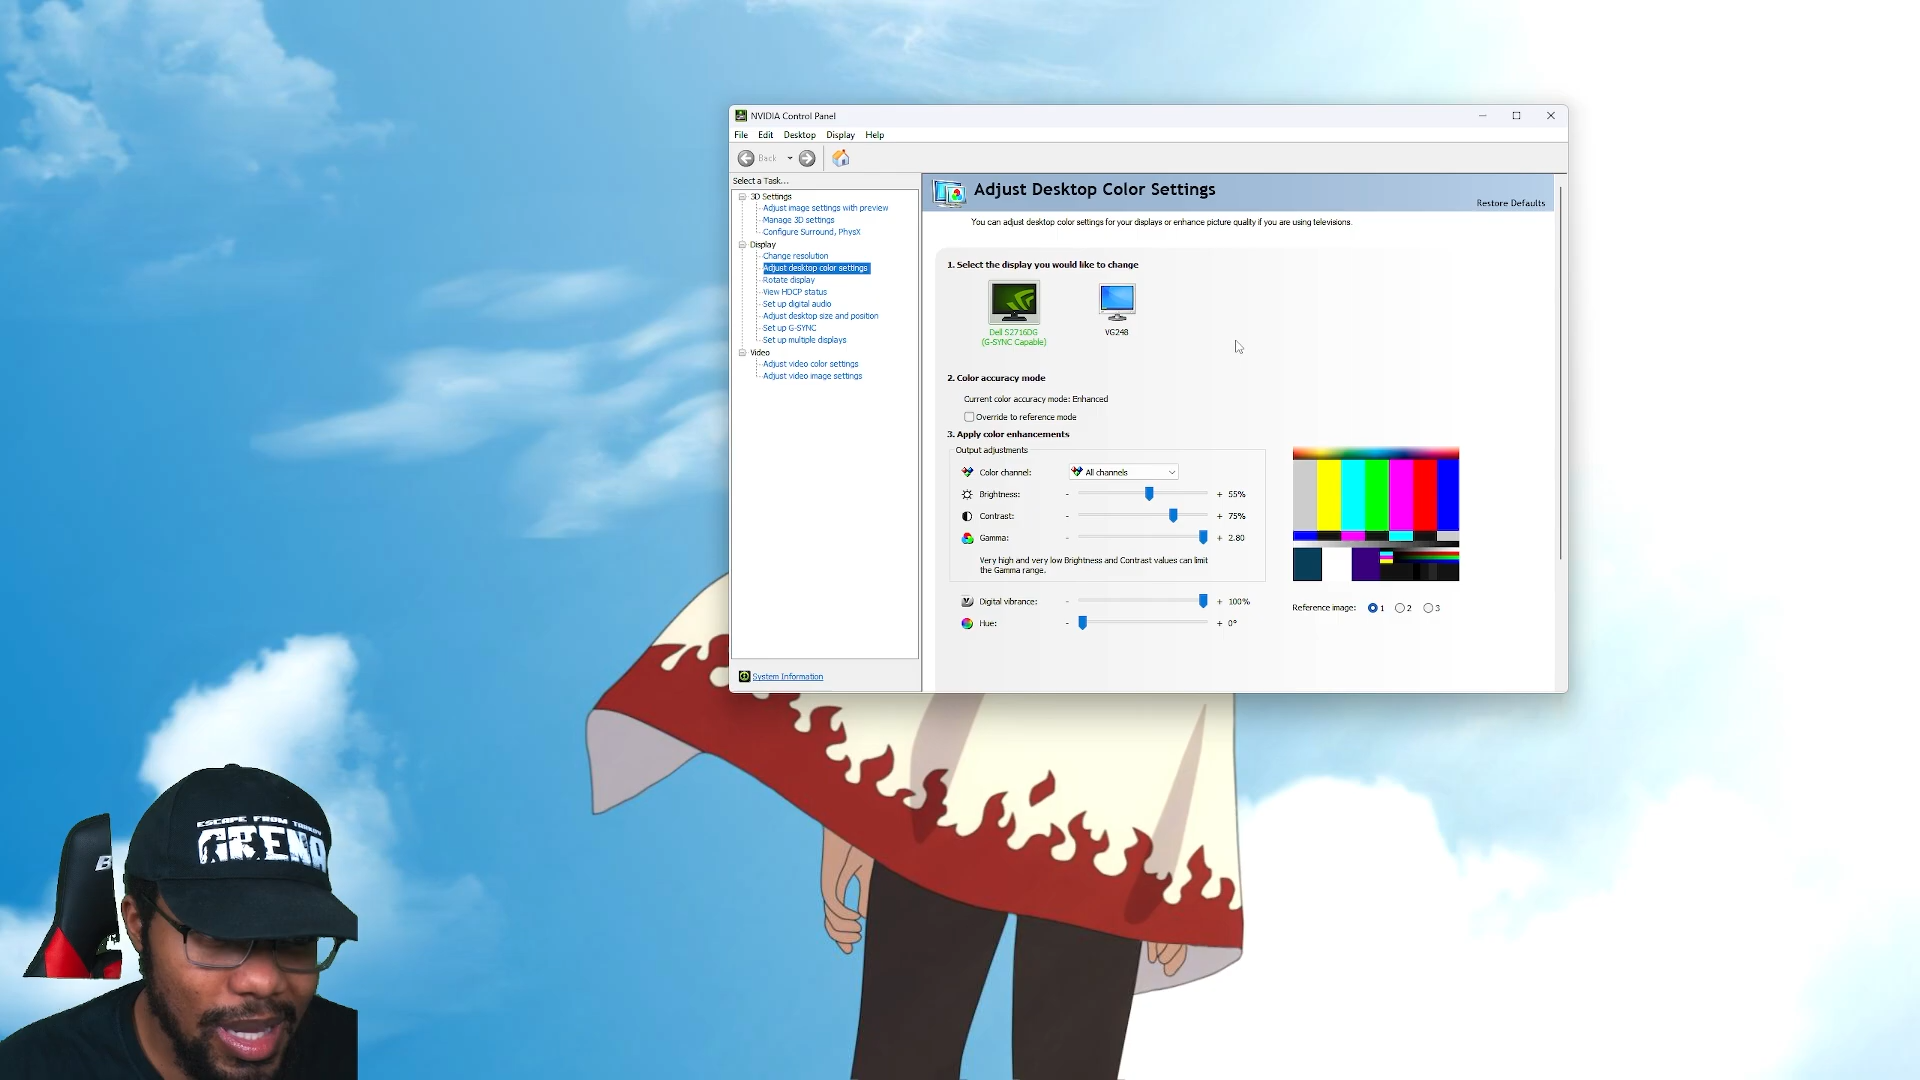 NVIDIA Control Panel
File Edit Desktop Display Help
Back
Select a Task...
3D Settings
Adjust image settings with preview
Manage 3D settings
Configure Surround, PhysX
Display
Change resolution
Adjust desktop color settings
Rotate display
View HDCP status
Set up digital audio
Adjust desktop size and position
Set up G-SYNC
Set up multiple displays
Video
Adjust video color settings
Adjust video image settings
System Information
Adjust Desktop Color Settings
Restore Defaults
You can adjust desktop color settings for your displays or enhance picture quality if you are using televisions.
1. Select the display you would like to change
Dell S2716DG
(G-SYNC Capable)
VG248
2. Color accuracy mode
Current color accuracy mode: Enhanced
Override to reference mode
3. Apply color enhancements
Output adjustments
Color channel: All channels
Brightness: - + 55%
Contrast: - + 75%
Gamma: - + 2.80
Very high and very low Brightness and Contrast values can limit
the Gamma range.
Digital vibrance: - + 100%
Hue: - + 0°
Reference image: 1 2 3
ESCAPE FROM TARKOV
ARENA